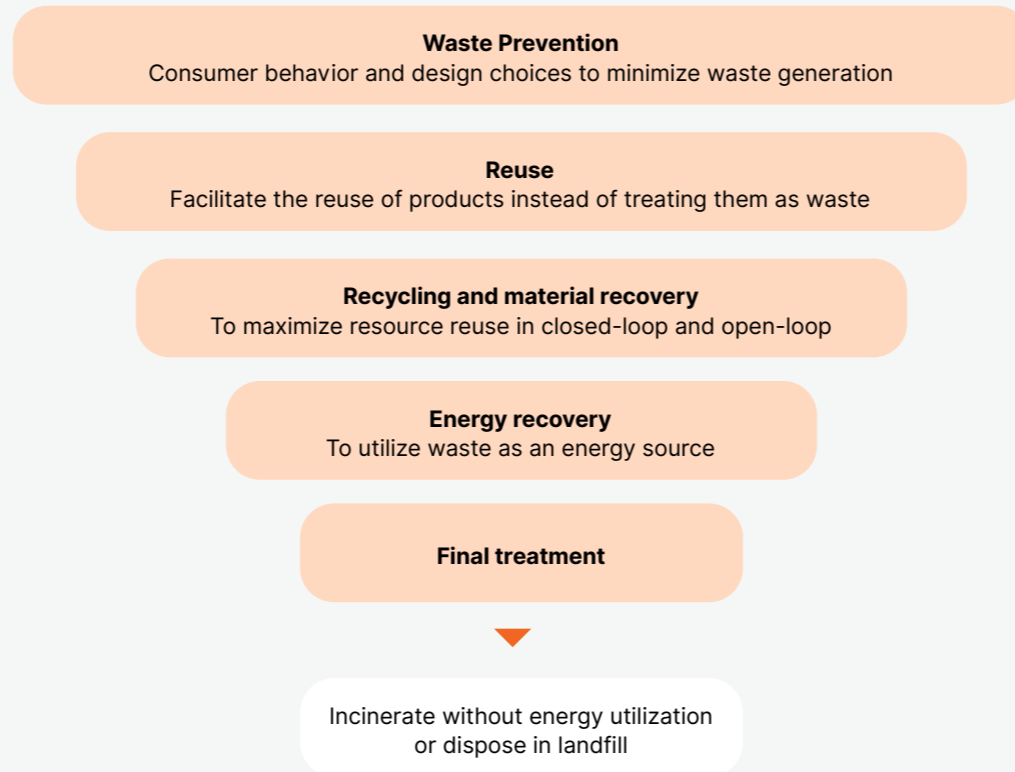 Waste Prevention
Consumer behavior and design choices to minimize waste generation
Reuse
Facilitate the reuse of products instead of treating them as waste
Recycling and material recovery
To maximize resource reuse in closed-loop and open-loop
Energy recovery
To utilize waste as an energy source
Final treatment
Incinerate without energy utilization
or dispose in landfill